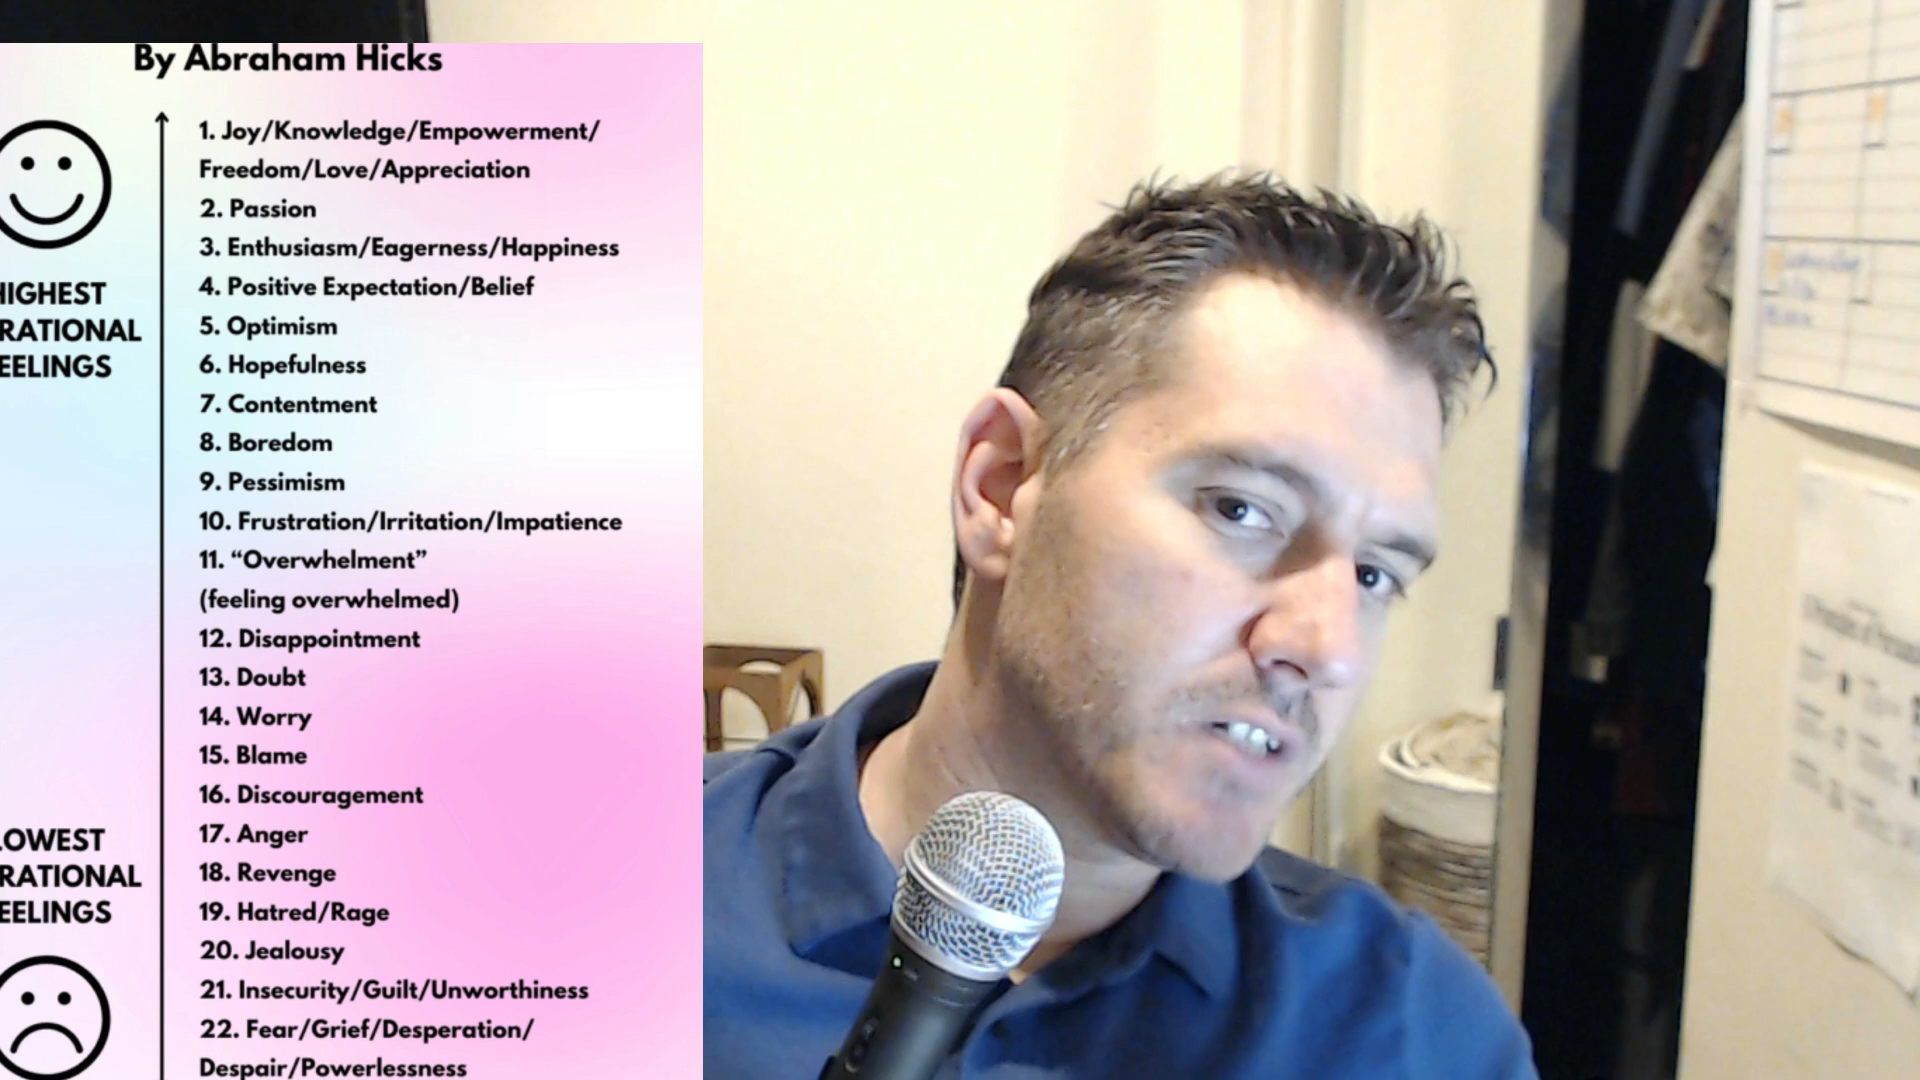 By Abraham Hicks
1. Joy/Knowledge/Empowerment/
Freedom/Love/Appreciation
2. Passion
3. Enthusiasm/Eagerness/Happiness
4. Positive Expectation/Belief
5. Optimism
6. Hopefulness
7. Contentment
8. Boredom
9. Pessimism
10. Frustration/Irritation/Impatience
11. “Overwhelment”
(feeling overwhelmed)
12. Disappointment
13. Doubt
14. Worry
15. Blame
16. Discouragement
17. Anger
18. Revenge
19. Hatred/Rage
20. Jealousy
21. Insecurity/Guilt/Unworthiness
22. Fear/Grief/Desperation/
Despair/Powerlessness
HIGHEST
RATIONAL
EELINGS
LOWEST
RATIONAL
EELINGS